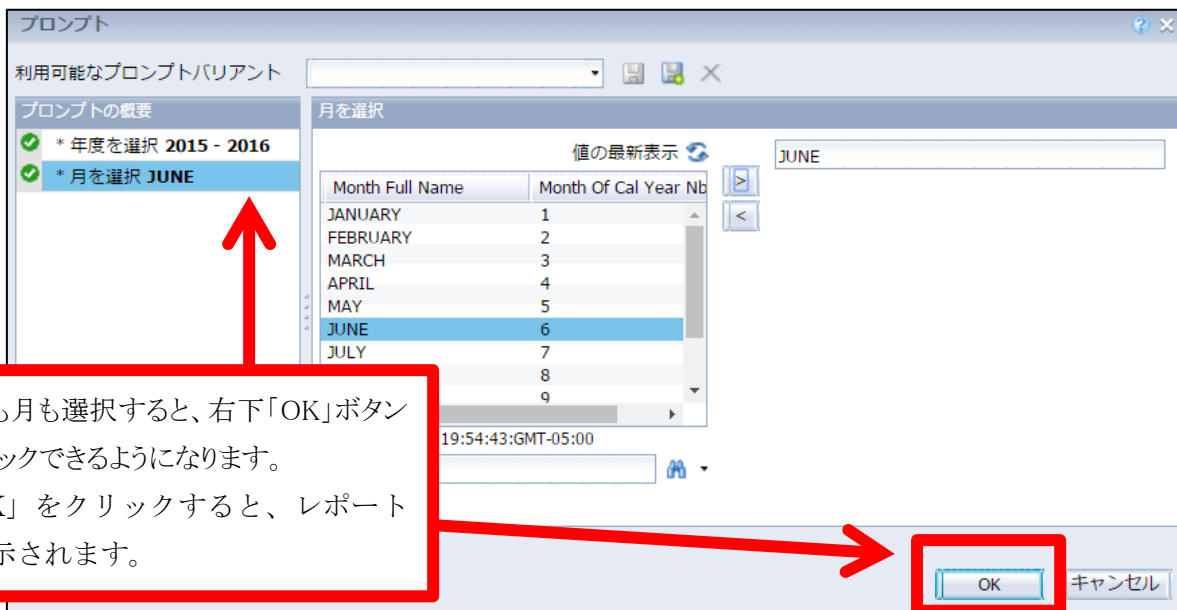 プロンプト
利用可能なプロンプトバリアント
プロンプトの概要
* 年度を選択 2015 - 2016
* 月を選択 JUNE
月を選択
値の最新表示
Month Full Name Month Of Cal Year Nb
JANUARY 1
FEBRUARY 2
MARCH 3
APRIL 4
MAY 5
JUNE 6
JULY 7
8
9
19:54:43:GMT-05:00
>
<
JUNE
も月も選択すると、右下「OK」ボタン
ックできるようになります。
K」をクリックすると、レポート
示されます。
OK キャンセル